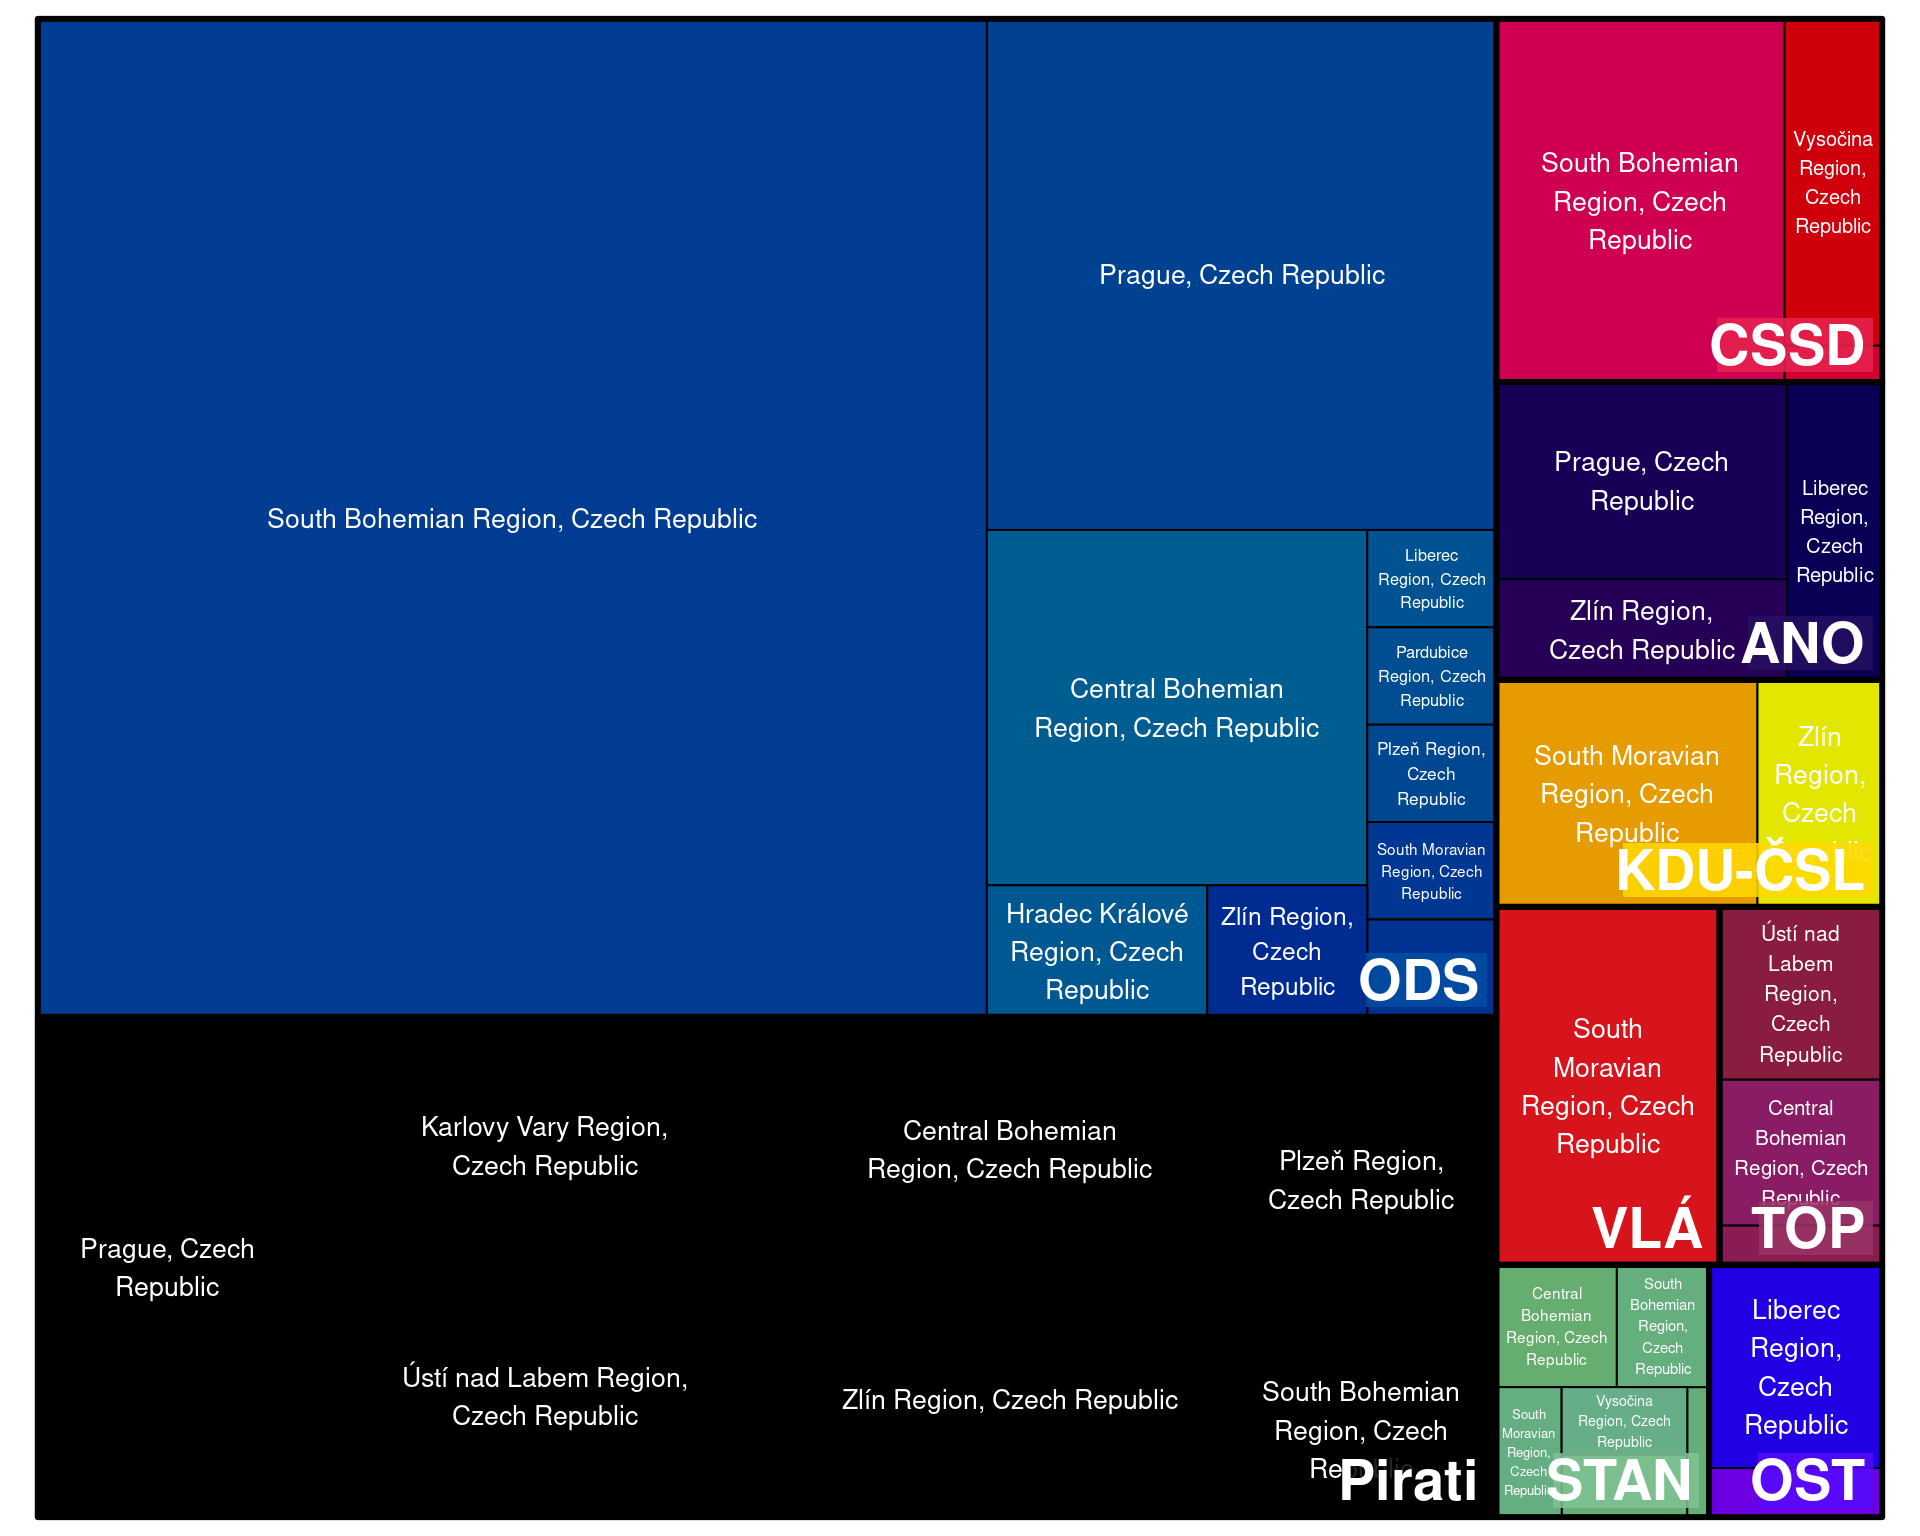 South Bohemian Region, Czech Republic
Prague, Czech Republic
Central Bohemian
Region, Czech Republic
Liberec
Region, Czech
Republic
Pardubice
Region, Czech
Republic
Plzeň Region,
Czech
Republic
South Moravian
Region, Czech
Republic
Hradec Králové
Region, Czech
Republic
Zlín Region,
Czech
Republic
ODS
Prague, Czech
Republic
Karlovy Vary Region,
Czech Republic
Ústí nad Labem Region,
Czech Republic
Central Bohemian
Region, Czech Republic
Zlín Region, Czech Republic
Plzeň Region,
Czech Republic
South Bohemian
Region, Czech
Republic
Pirati
South Bohemian
Region, Czech
Republic
Vysočina
Region,
Czech
Republic
CSSD
Prague, Czech
Republic
Zlín Region,
Czech Republic
Liberec
Region,
Czech
Republic
ANO
South Moravian
Region, Czech
Republic
Zlín
Region,
Czech
KDU-ČSL
South
Moravian
Region, Czech
Republic
VLÁ
Ústí nad
Labem
Region,
Czech
Republic
Central
Bohemian
Region, Czech
Republic
TOP
Central
Bohemian
Region, Czech
Republic
South
Bohemian
Region,
Czech
Republic
South
Moravian
Region,
Czech
Republic
Vysočina
Region, Czech
Republic
STAN
Liberec
Region,
Czech
Republic
OST